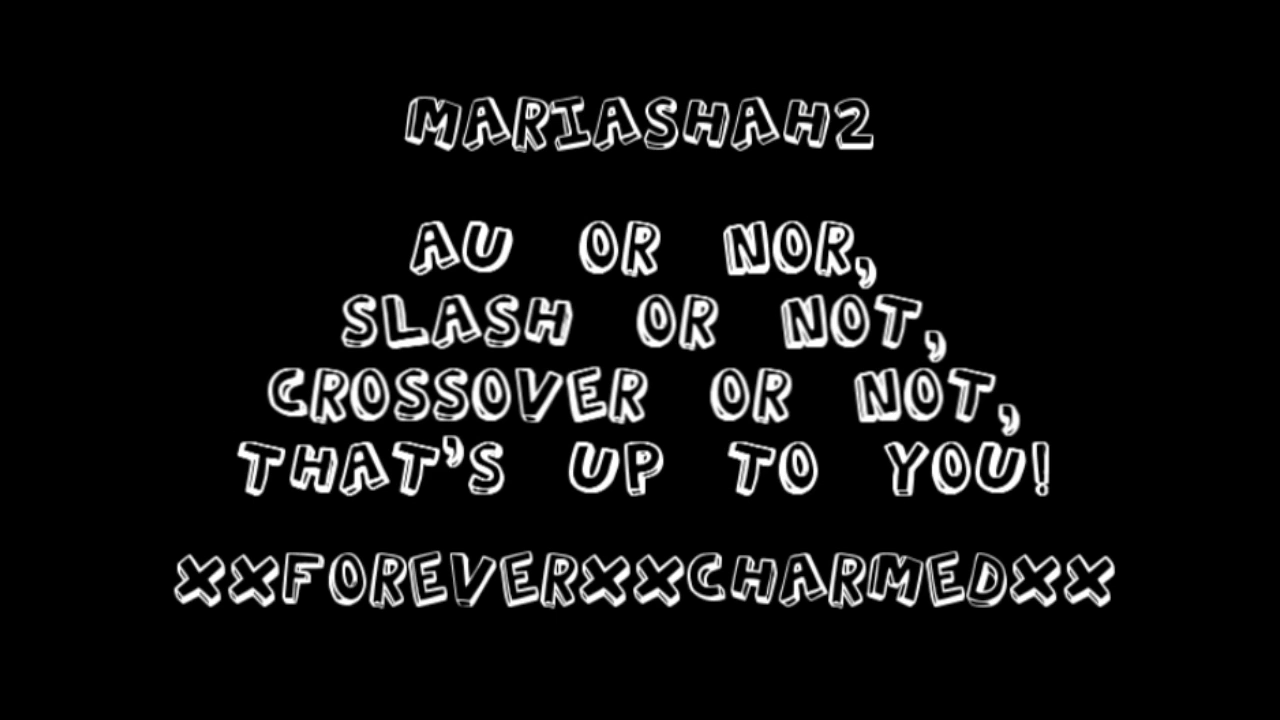 MARIASHAH2
AU OR NOR,
SLASH OR NOT,
CROSSOVER OR NOT,
THAT'S UP TO YOU!
XXFOREVERXXCHARMEDXX